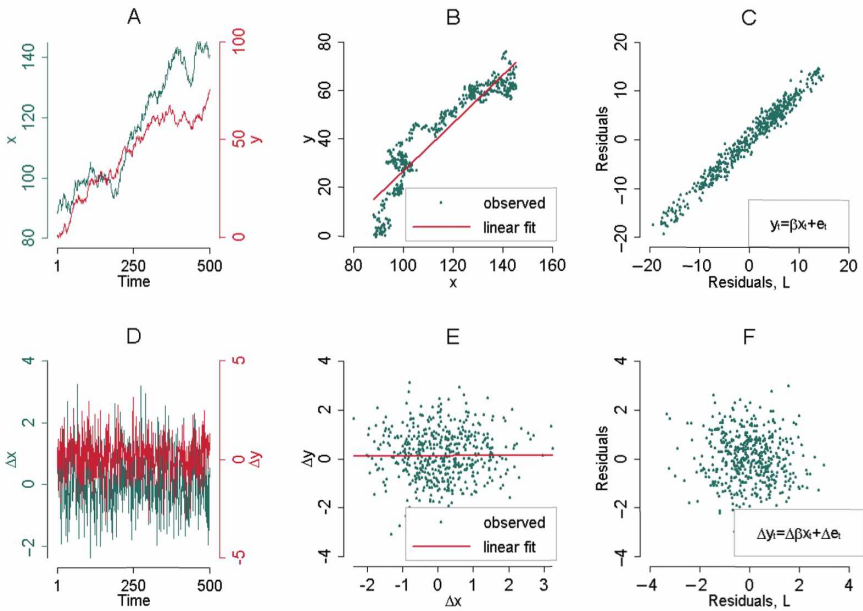 A
140
120
100
80
x
100
50
0
y
1
250
500
Time
B
80
60
40
20
0
y
observed
linear fit
80
100
120
140
160
x
C
20
10
0
−10
−20
Residuals
yt=βxt+et
−20
−10
0
10
20
Residuals, L
D
4
2
0
−2
Δx
5
0
−5
Δy
1
250
500
Time
E
4
2
0
−2
−4
Δy
observed
linear fit
−2
−1
0
1
2
3
Δx
F
4
2
0
−2
−4
Residuals
Δyt=Δβxt+Δet
−4
−2
0
2
4
Residuals, L